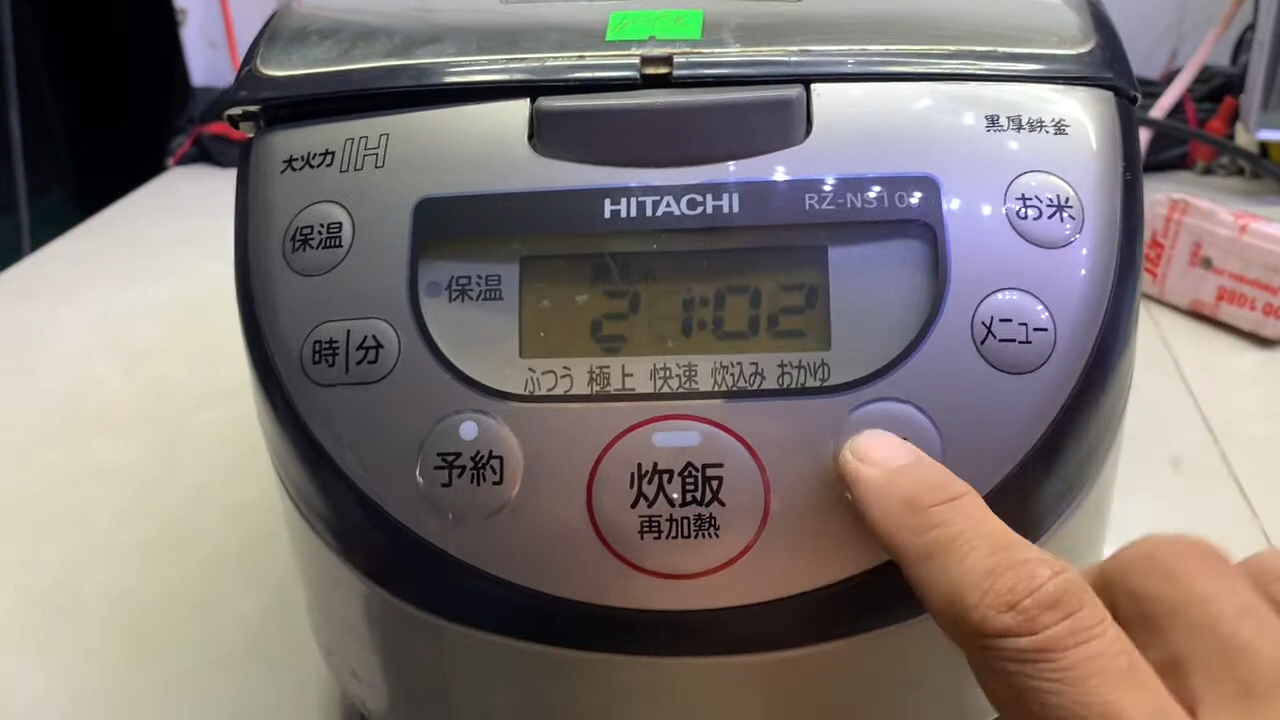 黒厚鉄釜
大火力 IH
HITACHI
お米
保温
保温
21:02
メニュー
時|分
ふつう 極上 快速 炊込み おかゆ
予約
炊飯
再加熱